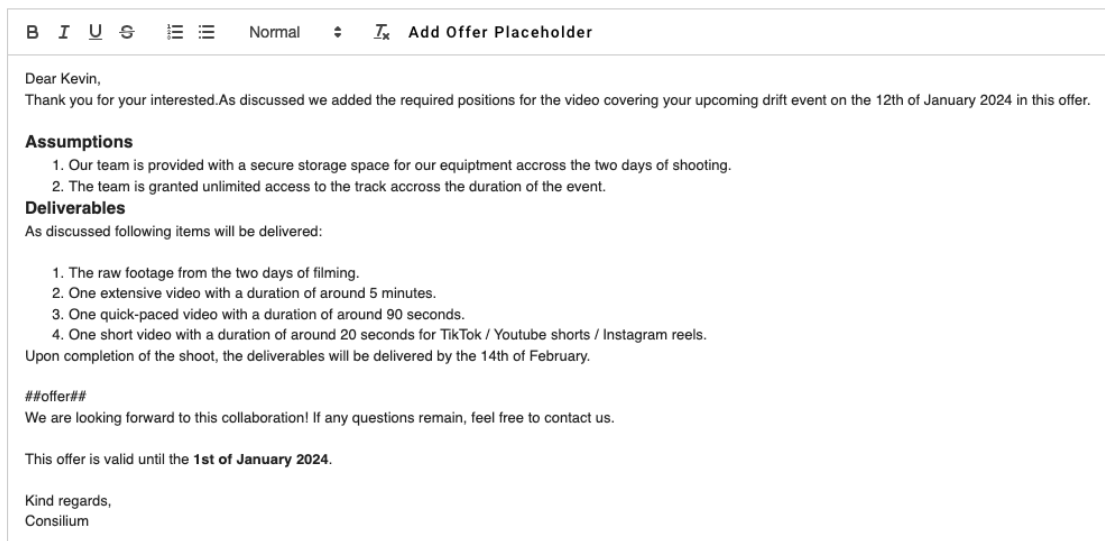 B I U S Normal Tx Add Offer Placeholder
Dear Kevin,
Thank you for your interested.As discussed we added the required positions for the video covering your upcoming drift event on the 12th of January 2024 in this offer.
Assumptions
1. Our team is provided with a secure storage space for our equiptment accross the two days of shooting.
2. The team is granted unlimited access to the track accross the duration of the event.
Deliverables
As discussed following items will be delivered:
1. The raw footage from the two days of filming.
2. One extensive video with a duration of around 5 minutes.
3. One quick-paced video with a duration of around 90 seconds.
4. One short video with a duration of around 20 seconds for TikTok / Youtube shorts / Instagram reels.
Upon completion of the shoot, the deliverables will be delivered by the 14th of February.
##offer##
We are looking forward to this collaboration! If any questions remain, feel free to contact us.
This offer is valid until the 1st of January 2024.
Kind regards,
Consilium